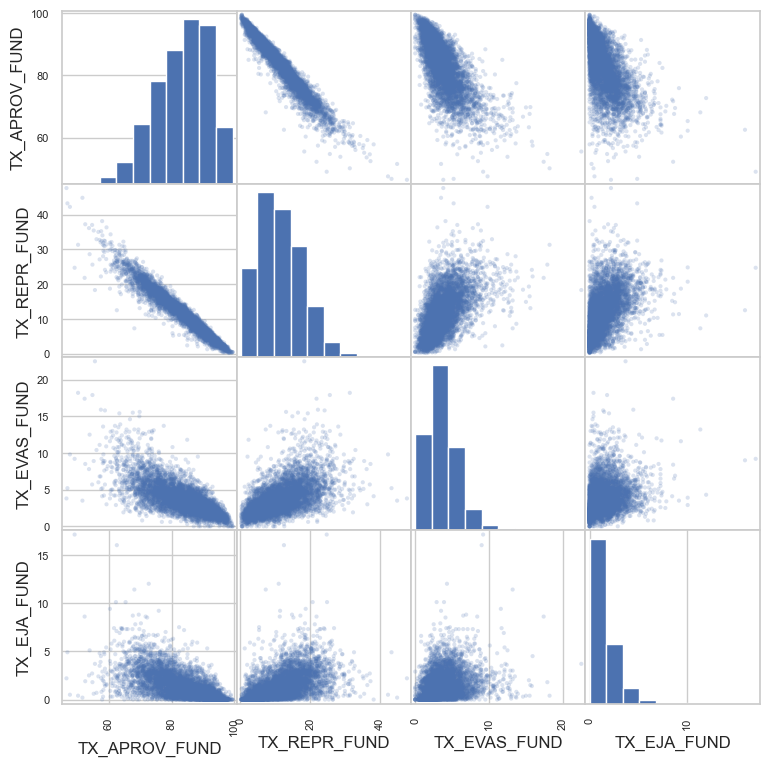 TX_APROV_FUND
100
80
60
TX_REPR_FUND
40
30
20
10
0
TX_EVAS_FUND
20
15
10
5
0
TX_EJA_FUND
15
10
5
0
60 80 100 0 20 40 0 10 20 0 10
TX_APROV_FUND TX_REPR_FUND TX_EVAS_FUND TX_EJA_FUND